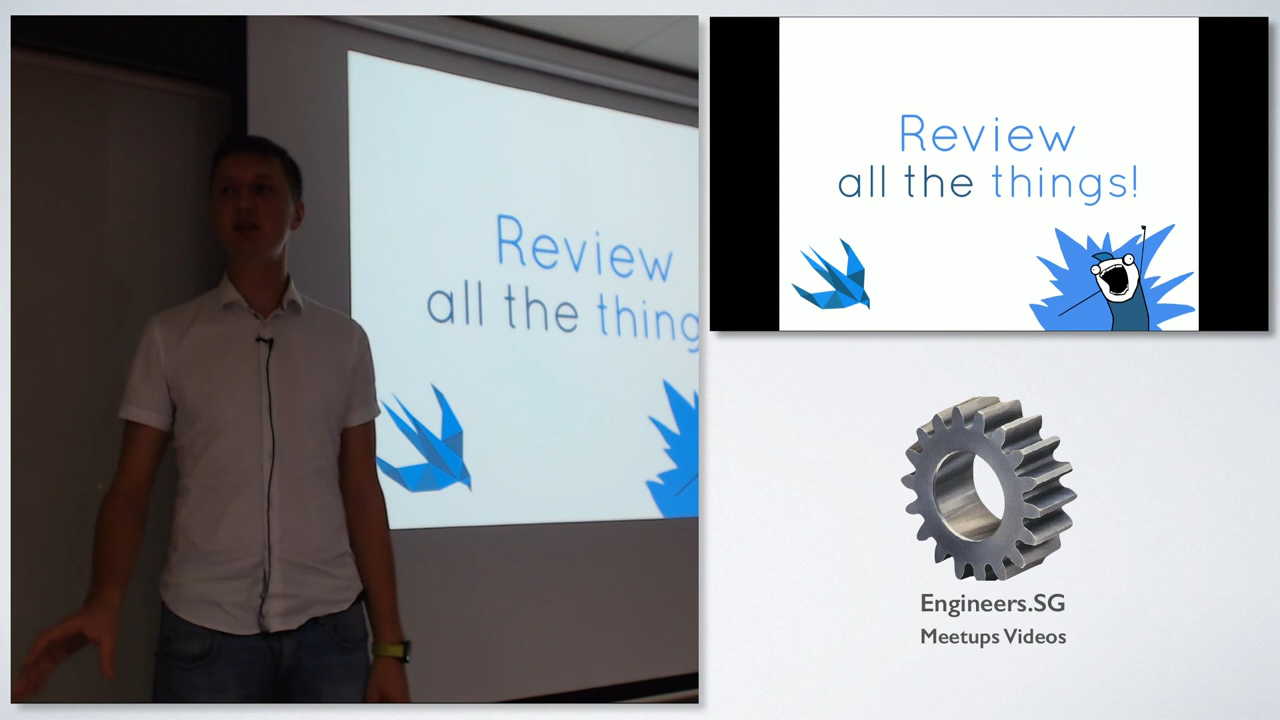 Review
all the thing
Review
all the things!
Engineers.SG
Meetups Videos